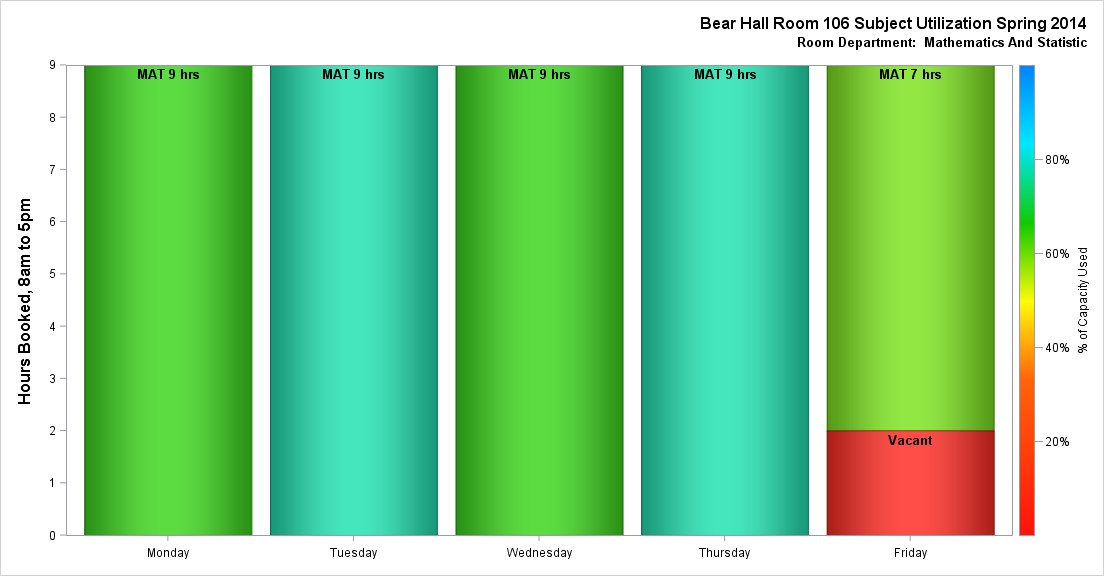 Bear Hall Room 106 Subject Utilization Spring 2014
Room Department:  Mathematics And Statistic
MAT 9 hrs
MAT 9 hrs
MAT 9 hrs
MAT 9 hrs
MAT 7 hrs
Vacant
Hours Booked, 8am to 5pm
9
8
7
6
5
4
3
2
1
0
Monday
Tuesday
Wednesday
Thursday
Friday
80%
60%
40%
20%
% of Capacity Used